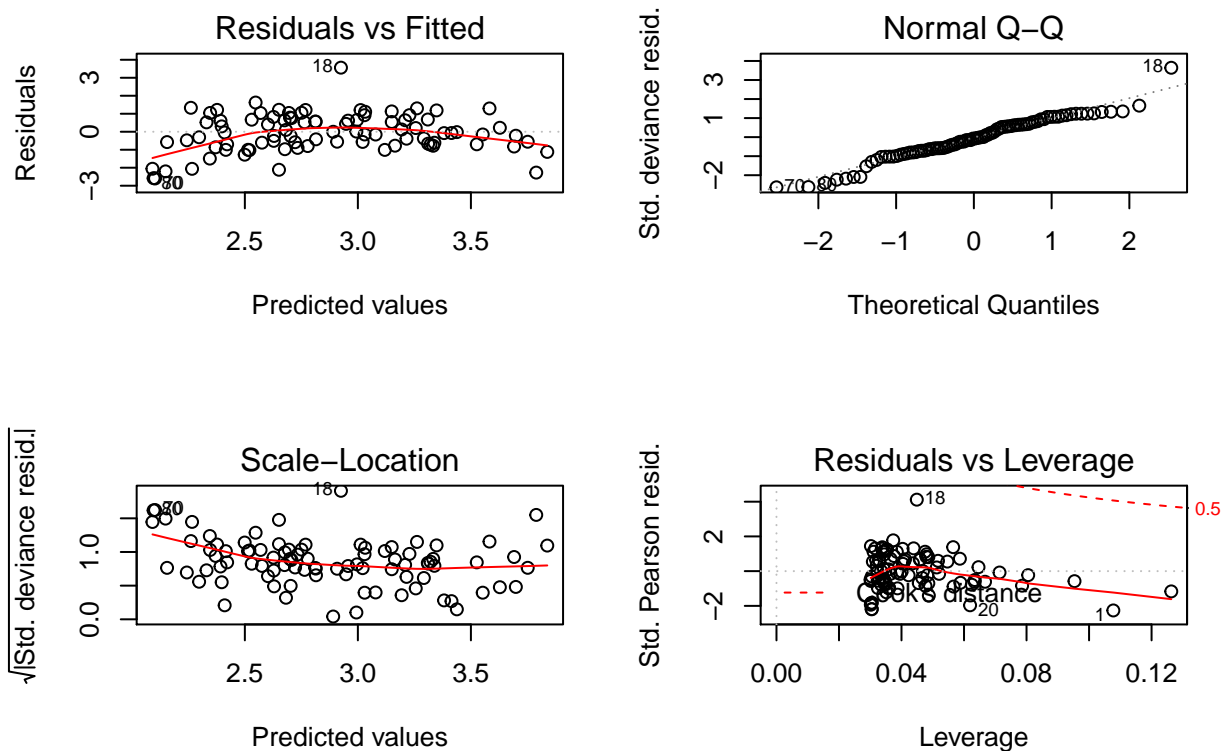 Residuals vs Fitted
Residuals
3
0
−3
18
70
2.5 3.0 3.5
Predicted values
Normal Q−Q
Std. deviance resid.
3
1
−2
18
70
−2 −1 0 1 2
Theoretical Quantiles
Scale−Location
√|Std. deviance resid.|
1.0
0.0
18
2.5 3.0 3.5
Predicted values
Residuals vs Leverage
Std. Pearson resid.
2
0
−2
18
0.5
Cook's distance
20
1
0.00 0.04 0.08 0.12
Leverage